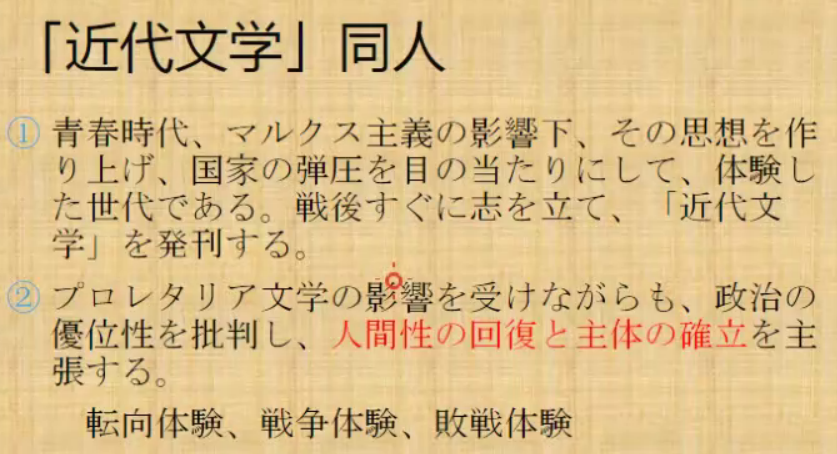 「近代文学」同人
① 青春時代、マルクス主義の影響下、その思想を作
り上げ、国家の弾圧を目の当たりにして、体験し
た世代である。戦後すぐに志を立て、「近代文
学」を発刊する。
② プロレタリア文学の影響を受けながらも、政治の
優位性を批判し、人間性の回復と主体の確立を主
張する。
転向体験、戦争体験、敗戦体験